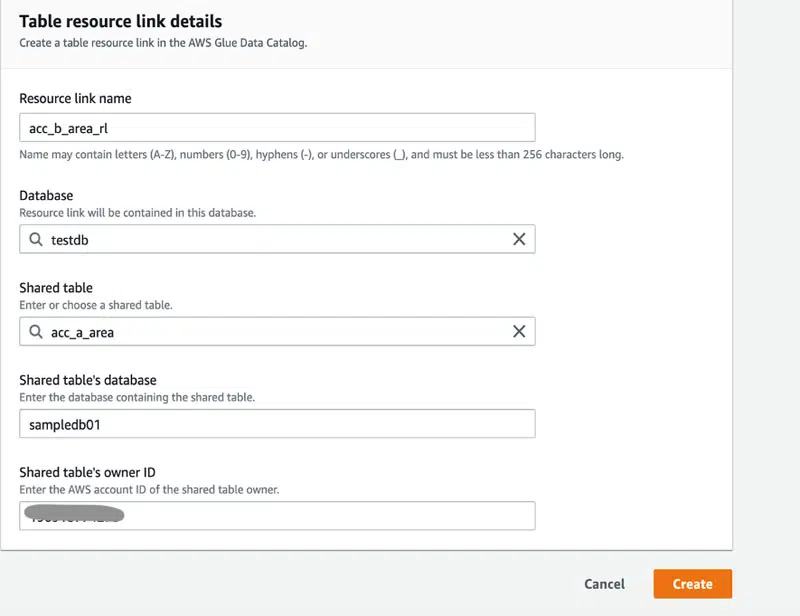 Table resource link details
Create a table resource link in the AWS Glue Data Catalog.
Resource link name
acc_b_area_rl
Name may contain letters (A-Z), numbers (0-9), hyphens (-), or underscores (_), and must be less than 256 characters long.
Database
Resource link will be contained in this database.
testdb
Shared table
Enter or choose a shared table.
acc_a_area
Shared table's database
Enter the database containing the shared table.
sampledb01
Shared table's owner ID
Enter the AWS account ID of the shared table owner.
Cancel
Create